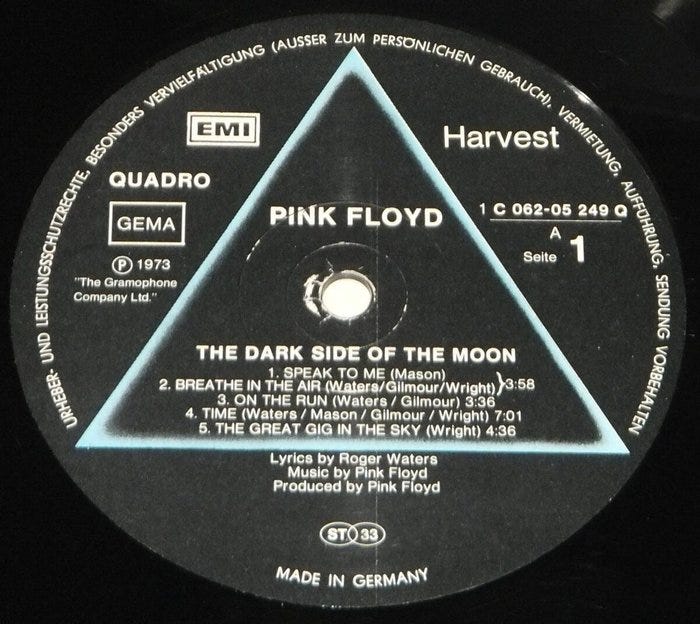 URHEBER- UND LEISTUNGSSCHUTZRECHTE, BESONDERS VERVIELFÄLTIGUNG (AUSSER ZUM PERSÖNLICHEN GEBRAUCH), VERMIETUNG, AUFFÜHRUNG, SENDUNG VORBEHALTEN
EMI
Harvest
QUADRO
GEMA
PINK FLOYD
1 C 062-05 249 Q
A
Seite 1
Ⓟ 1973
"The Gramophone
Company Ltd."
THE DARK SIDE OF THE MOON
1. SPEAK TO ME (Mason)
2. BREATHE IN THE AIR (Waters/Gilmour/Wright)}3:58
3. ON THE RUN (Waters / Gilmour) 3:36
4. TIME (Waters / Mason / Gilmour / Wright) 7:01
5. THE GREAT GIG IN THE SKY (Wright) 4:36
Lyrics by Roger Waters
Music by Pink Floyd
Produced by Pink Floyd
ST 33
MADE IN GERMANY